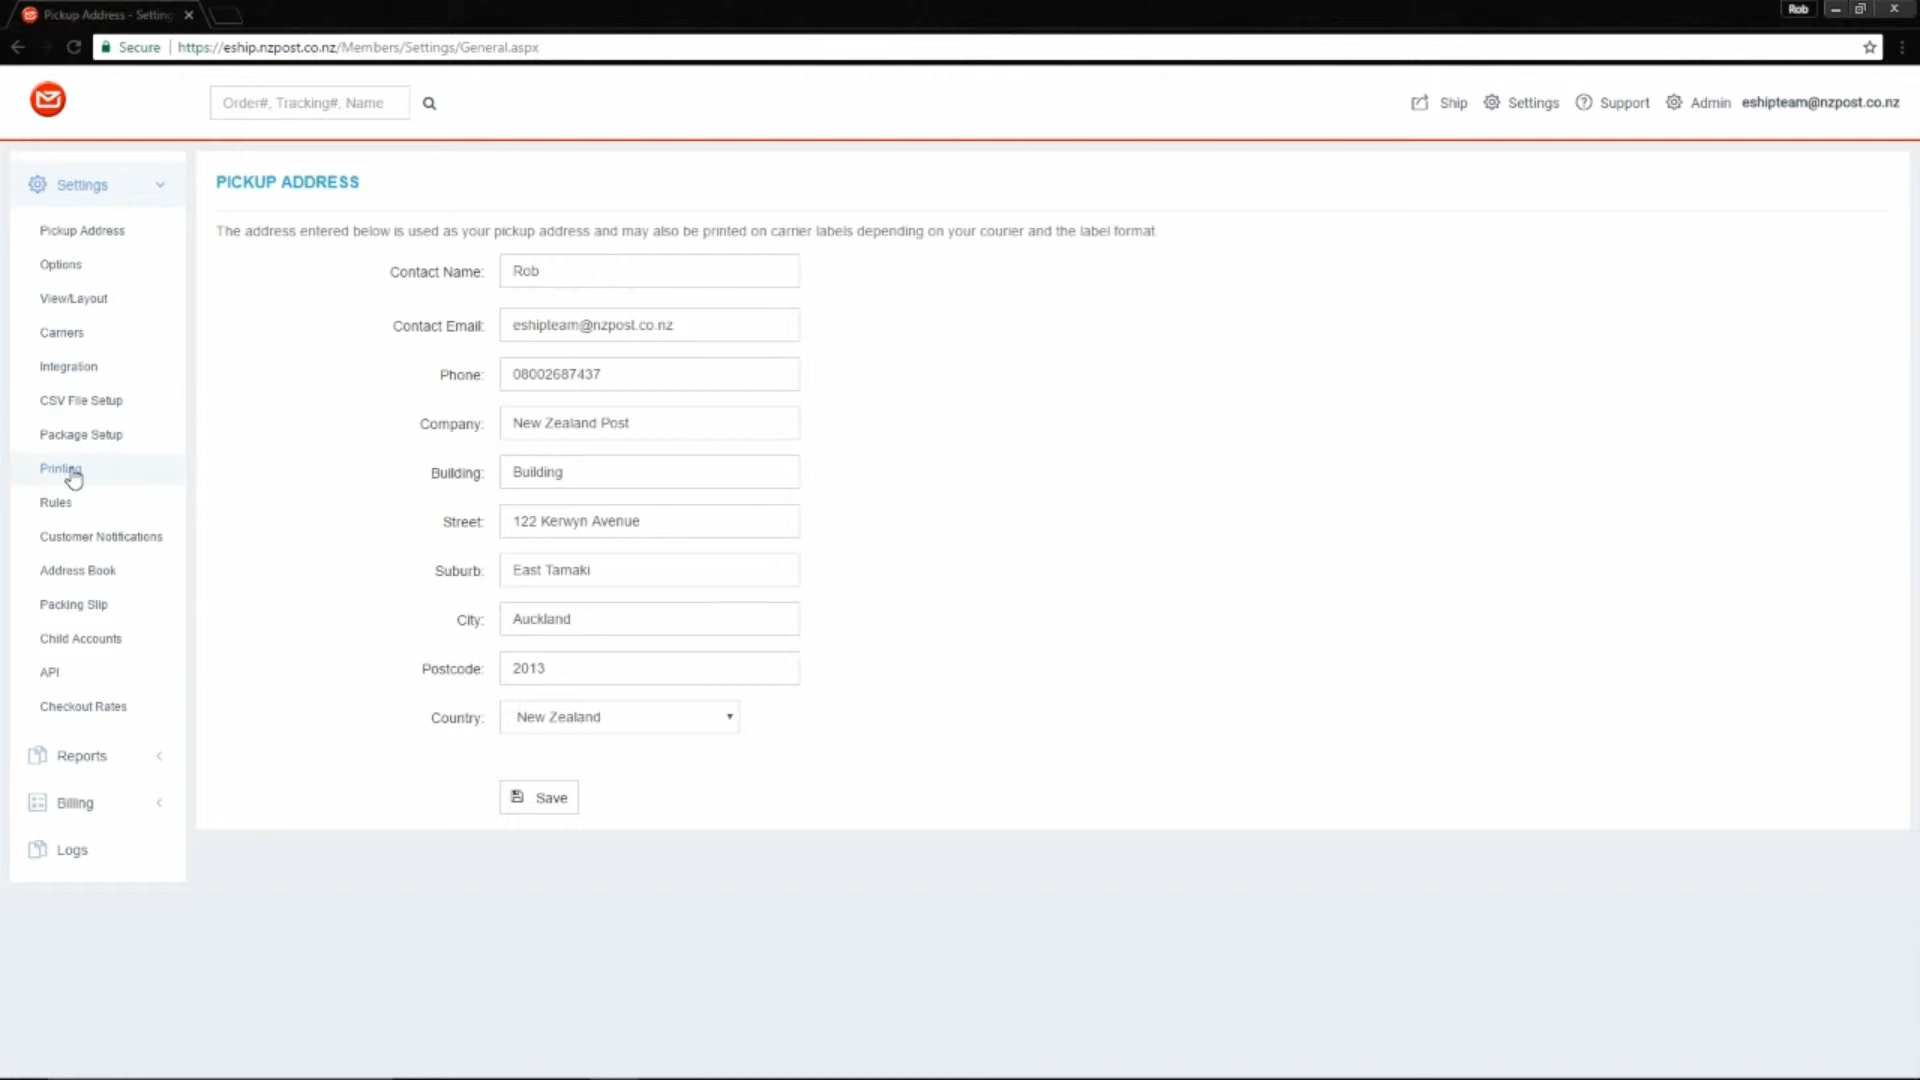 Pickup Address - Setting
Rob
Secure
https://eship.nzpost.co.nz/Members/Settings/General.aspx
Order#, Tracking#, Name
Ship
Settings
Support
Admin
eshipteam@nzpost.co.nz
Settings
Pickup Address
Options
View/Layout
Carriers
Integration
CSV File Setup
Package Setup
Printing
Rules
Customer Notifications
Address Book
Packing Slip
Child Accounts
API
Checkout Rates
Reports
Billing
Logs
PICKUP ADDRESS
The address entered below is used as your pickup address and may also be printed on carrier labels depending on your courier and the label format
Contact Name: Rob
Contact Email: eshipteam@nzpost.co.nz
Phone: 08002687437
Company: New Zealand Post
Building: Building
Street: 122 Kerwyn Avenue
Suburb: East Tamaki
City: Auckland
Postcode: 2013
Country: New Zealand
Save